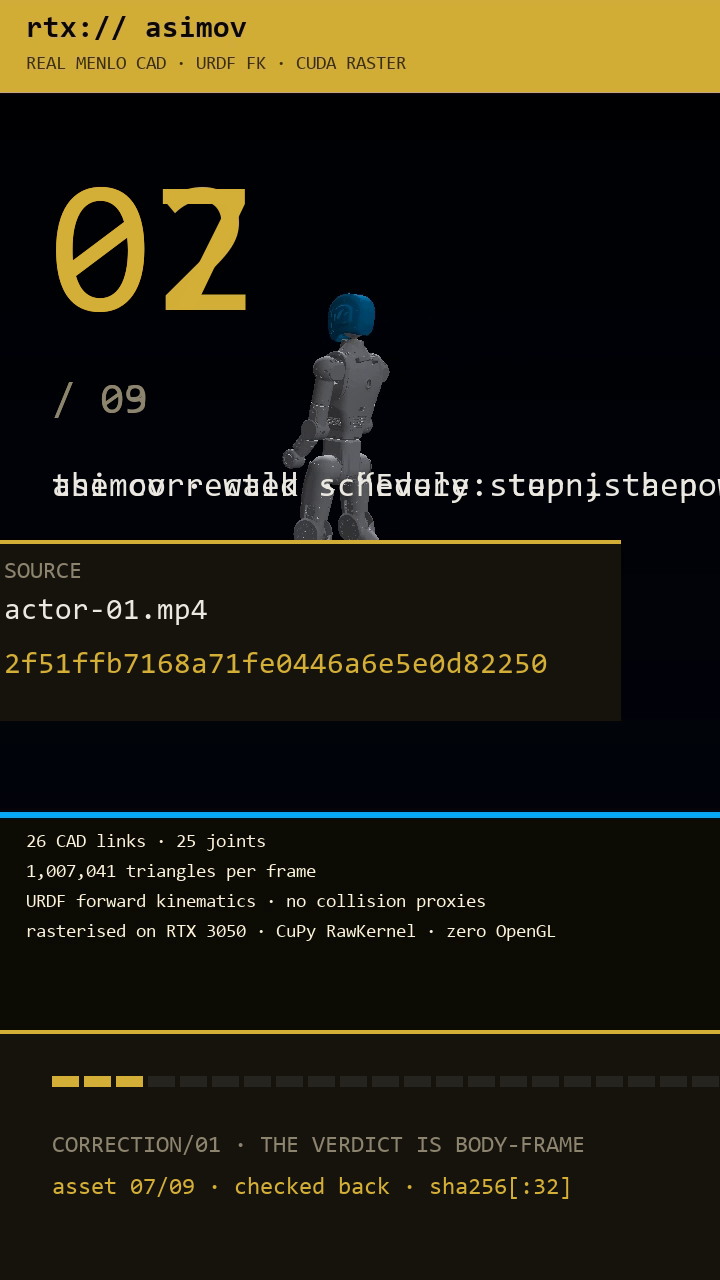 rtx:// asimov
REAL MENLO CAD · URDF FK · CUDA RASTER
/ 09
SOURCE
actor-01.mp4
2f51ffb7168a71fe0446a6e5e0d82250
26 CAD links · 25 joints
1,007,041 triangles per frame
URDF forward kinematics · no collision proxies
rasterised on RTX 3050 · CuPy RawKernel · zero OpenGL
CORRECTION/01 · THE VERDICT IS BODY-FRAME
asset 07/09 · checked back · sha256[:32]